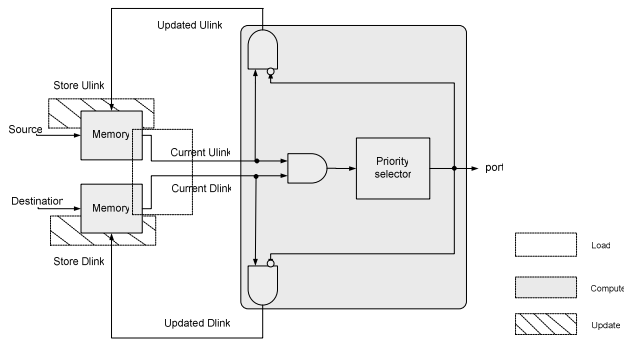 Updated Ulink
Store Ulink
Source
Memory
Current Ulink
Priority
selector
port
Current Dlink
Destination
Memory
Store Dlink
Updated Dlink
Load
Compute
Update